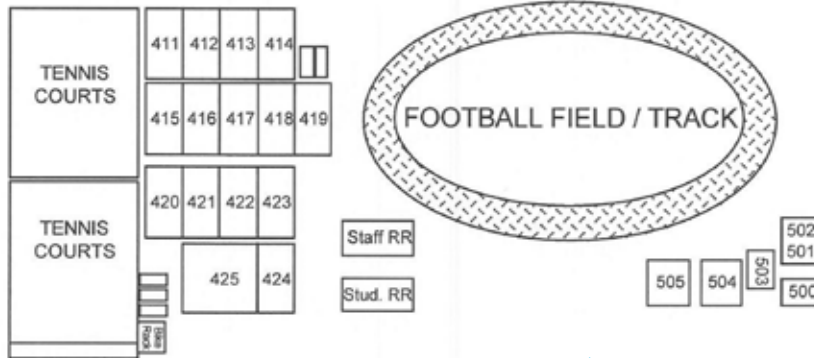 TENNIS
COURTS
411 412 413 414
415 416 417 418 419
FOOTBALL FIELD / TRACK
TENNIS
COURTS
420 421 422 423
425 424
Staff RR
Stud. RR
Bike
Rack
505 504 503
502
501
500